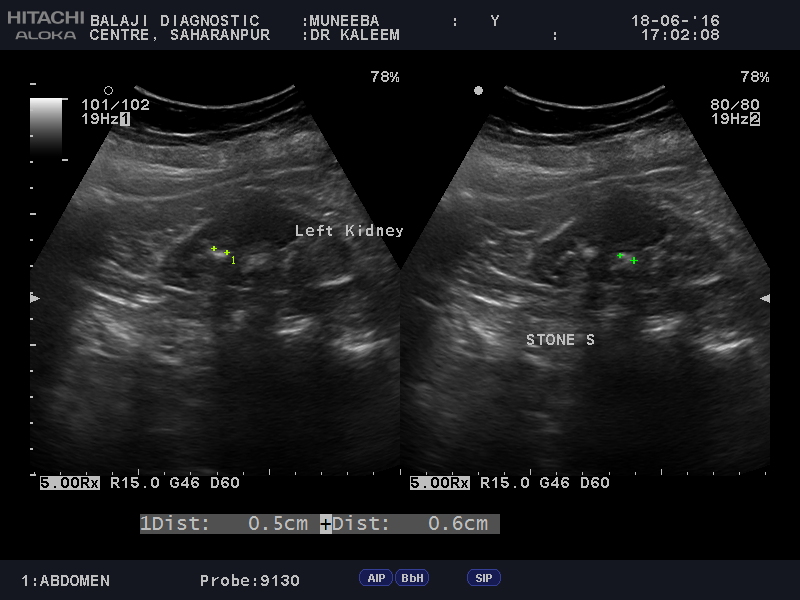 HITACHI ALOKA
BALAJI DIAGNOSTIC :MUNEEBA : Y 18-06-'16
CENTRE, SAHARANPUR :DR KALEEM : 17:02:08
78% 78%
101/102 80/80
19Hz1 19Hz2
Left Kidney
1
STONE S
5.00Rx R15.0 G46 D60 5.00Rx R15.0 G46 D60
1Dist: 0.5cm +Dist: 0.6cm
1:ABDOMEN Probe:9130 AIP BbH SIP